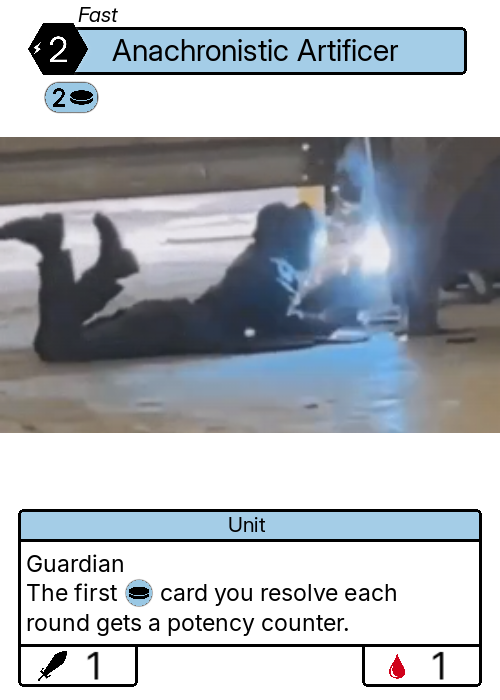 Fast
2 Anachronistic Artificer
2
Unit
Guardian
The first card you resolve each
round gets a potency counter.
1 1